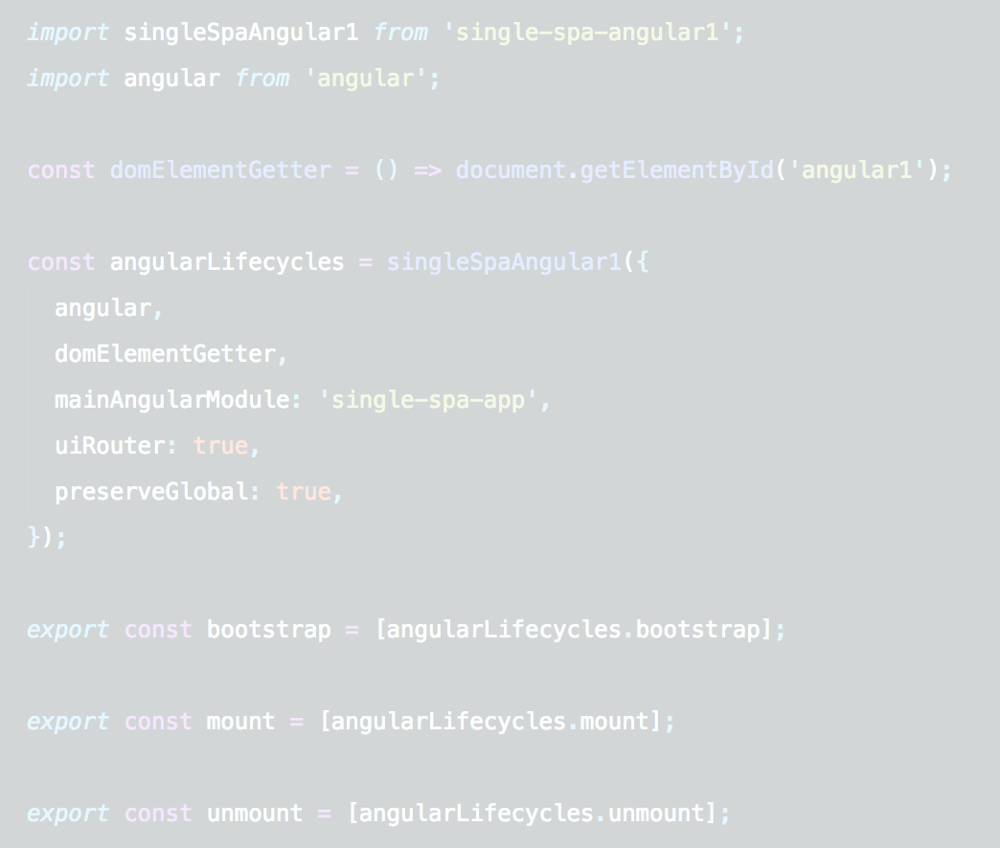 import singleSpaAngular1 from 'single-spa-angular1';
import angular from 'angular';
const domElementGetter = () => document.getElementById('angular1');
const angularLifecycles = singleSpaAngular1({
  angular,
  domElementGetter,
  mainAngularModule: 'single-spa-app',
  uiRouter: true,
  preserveGlobal: true,
});
export const bootstrap = [angularLifecycles.bootstrap];
export const mount = [angularLifecycles.mount];
export const unmount = [angularLifecycles.unmount];